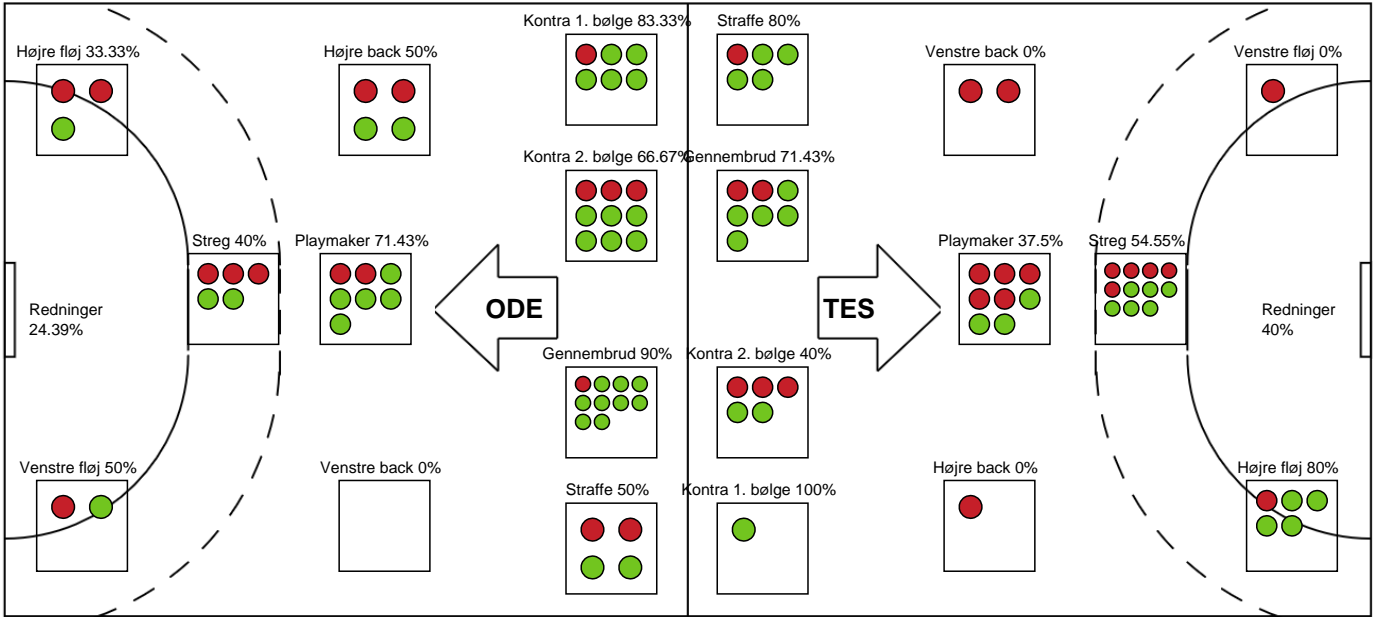 Kontra 1. bølge 83.33%
Straffe 80%
Højre fløj 33.33%
Højre back 50%
Venstre back 0%
Venstre fløj 0%
Kontra 2. bølge 66.67%
Gennembrud 71.43%
Streg 40%
Playmaker 71.43%
Playmaker 37.5%
Streg 54.55%
Redninger
24.39%
ODE
TES
Redninger
40%
Gennembrud 90%
Kontra 2. bølge 40%
Venstre fløj 50%
Venstre back 0%
Højre back 0%
Højre fløj 80%
Straffe 50%
Kontra 1. bølge 100%